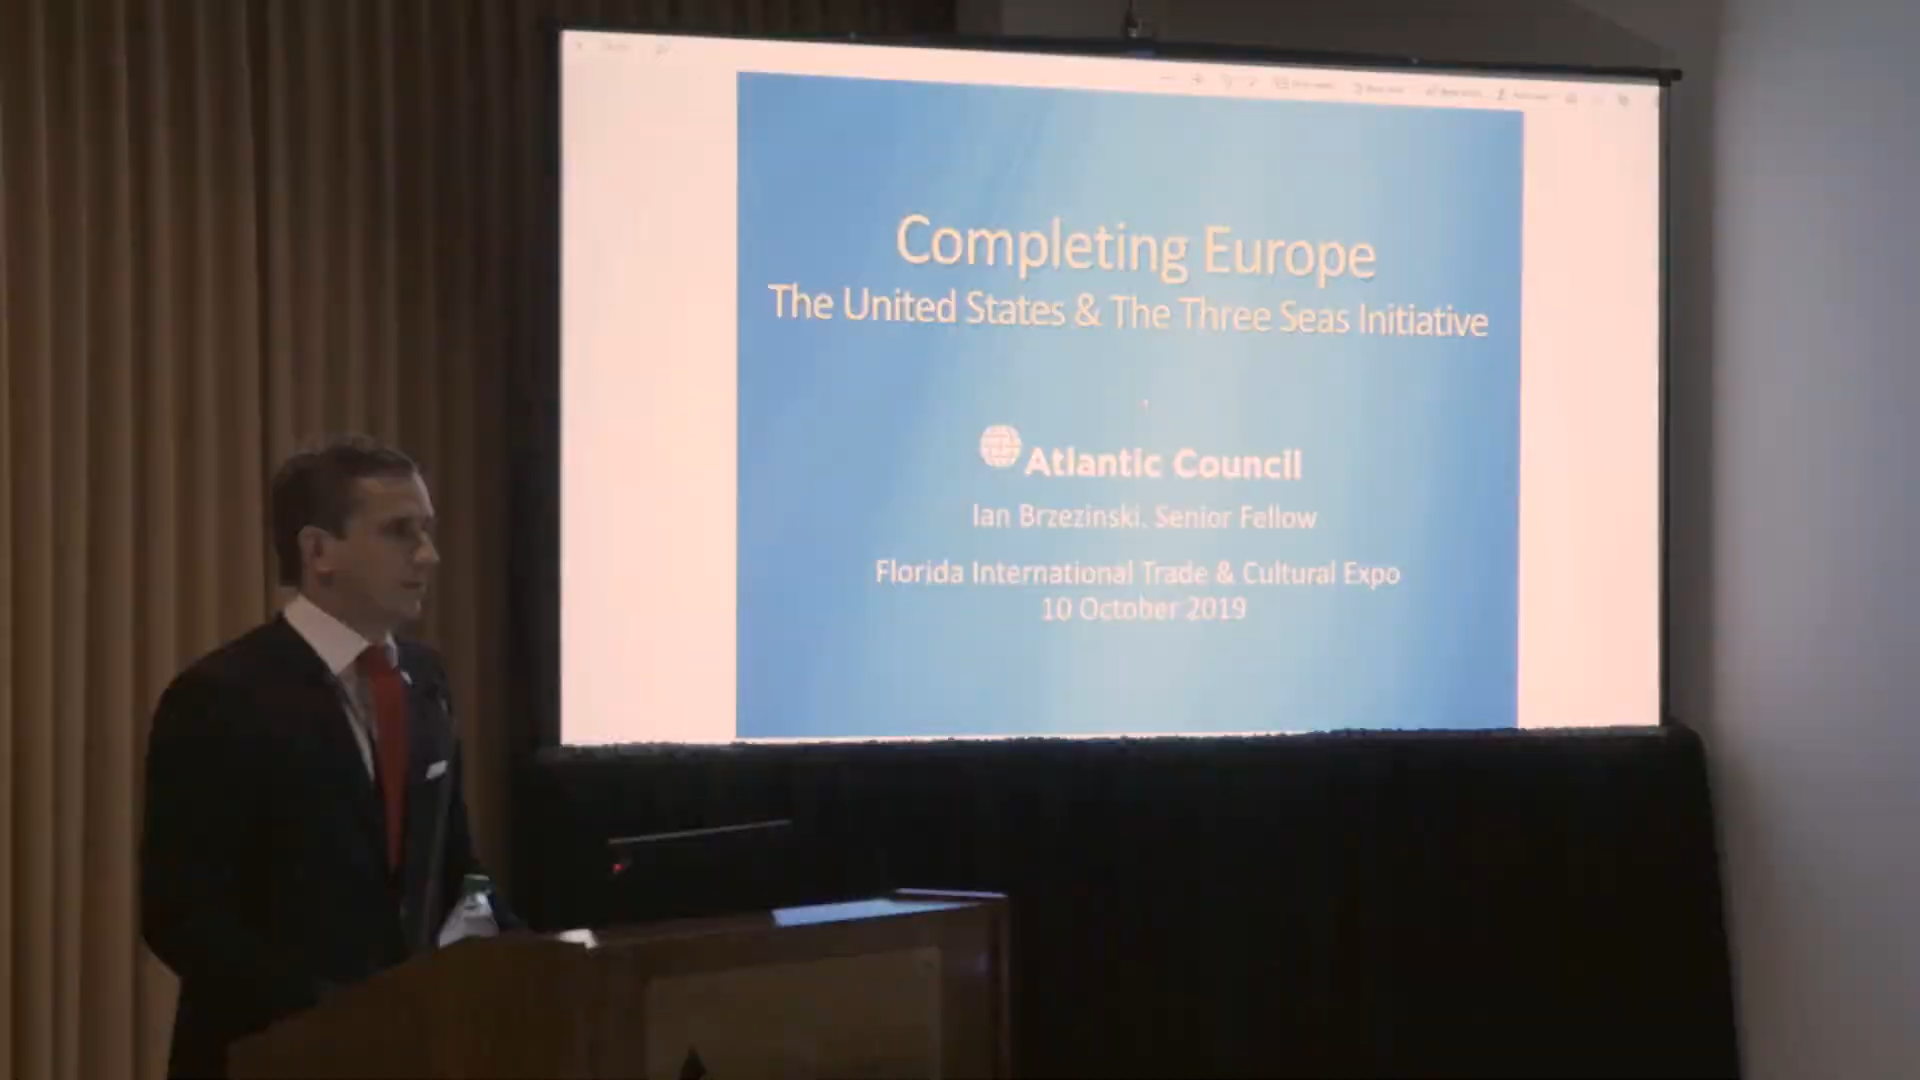 Completing Europe
The United States & The Three Seas Initiative
Atlantic Council
Ian Brzezinski. Senior Fellow
Florida International Trade & Cultural Expo
10 October 2019